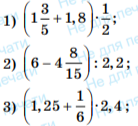 1) (1 3/5 + 1,8) · 1/2;
2) (6 - 4 8/15) : 2,2;
3) (1,25 + 1/6) · 2,4;